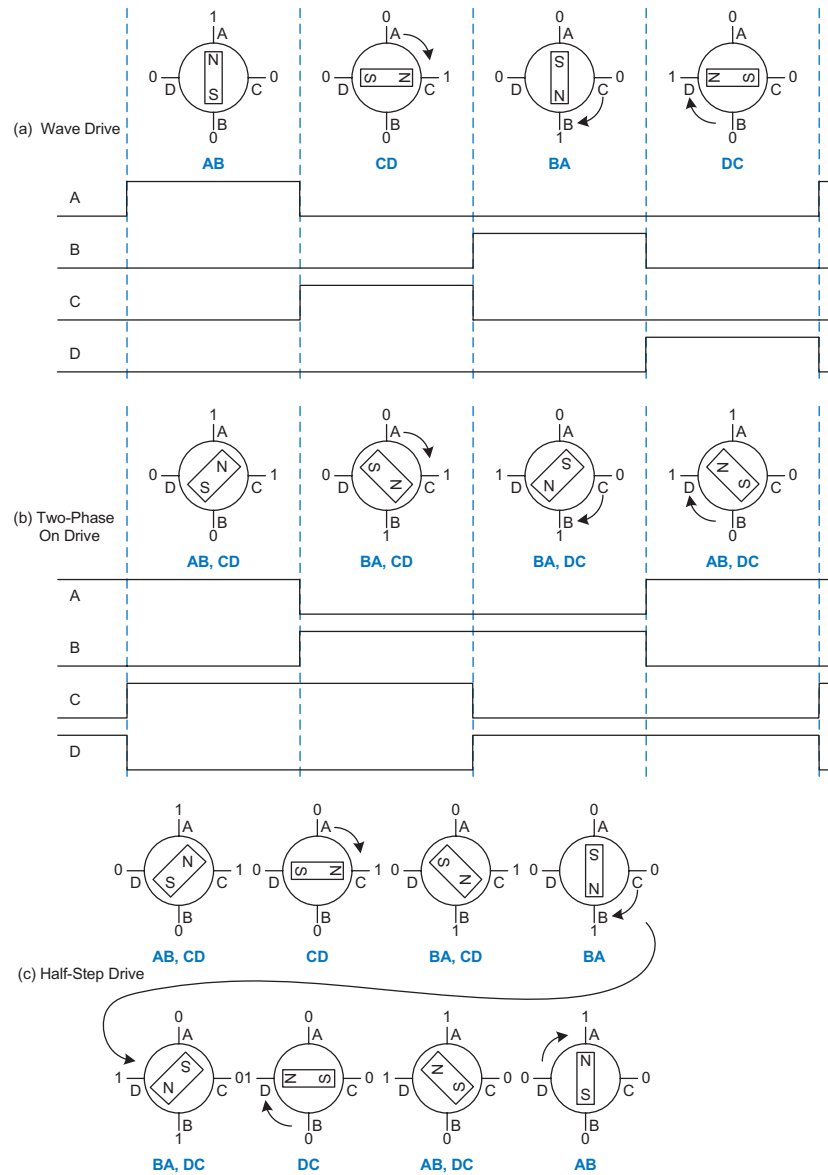 1 0 0 0
A A A A
N S
0 0 0 S N 1 0 0 1 N S 0
D C D C D C D C
S N
B B B B
(a) Wave Drive
0 0 1 0
AB CD BA DC
A
B
C
D
1 0 0 1
A A A A
N S S N
0 1 0 1 1 0 1 0
D C D C D C D C
S N N S
B B B B
(b) Two-Phase
On Drive
0 1 1 0
AB, CD BA, CD BA, DC AB, DC
A
B
C
D
1 0 0 0
A A A A
N S S
0 1 0 S N 1 0 1 0 0
D C D C D C D C
S N N
B B B B
0 0 1 1
AB, CD CD BA, CD BA
(c) Half-Step Drive
0 0 1 1
A A A A
S N N
1 01 N S 0 1 0 0 0
D C D C D C D C
N S S
B B B B
1 0 0 0
BA, DC DC AB, DC AB